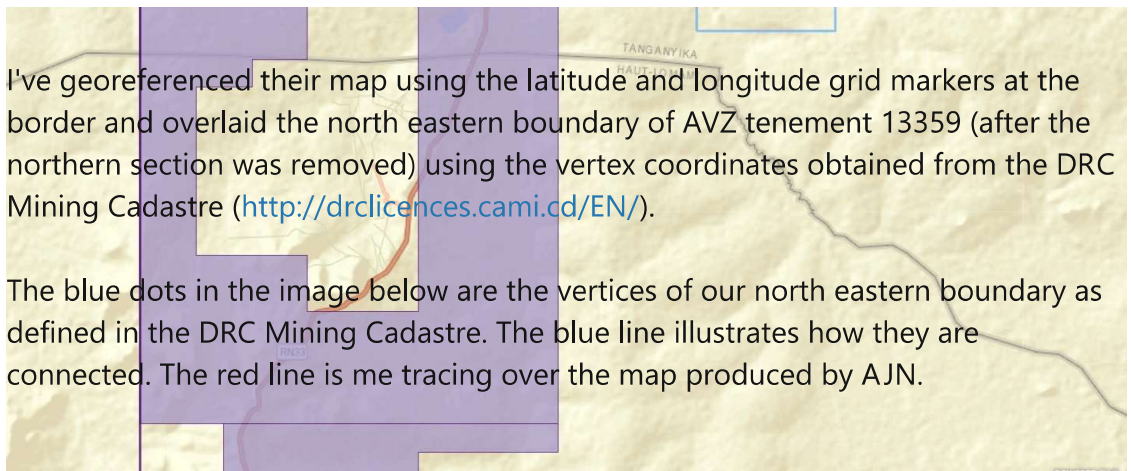 TANGANYIKA
I've georeferenced their map using the latitude and longitude grid markers at the
HAUT-LOMAMI
border and overlaid the north eastern boundary of AVZ tenement 13359 (after the
northern section was removed) using the vertex coordinates obtained from the DRC
Mining Cadastre (http://drclicences.cami.cd/EN/).
The blue dots in the image below are the vertices of our north eastern boundary as
defined in the DRC Mining Cadastre. The blue line illustrates how they are
RN33
connected. The red line is me tracing over the map produced by AJN.